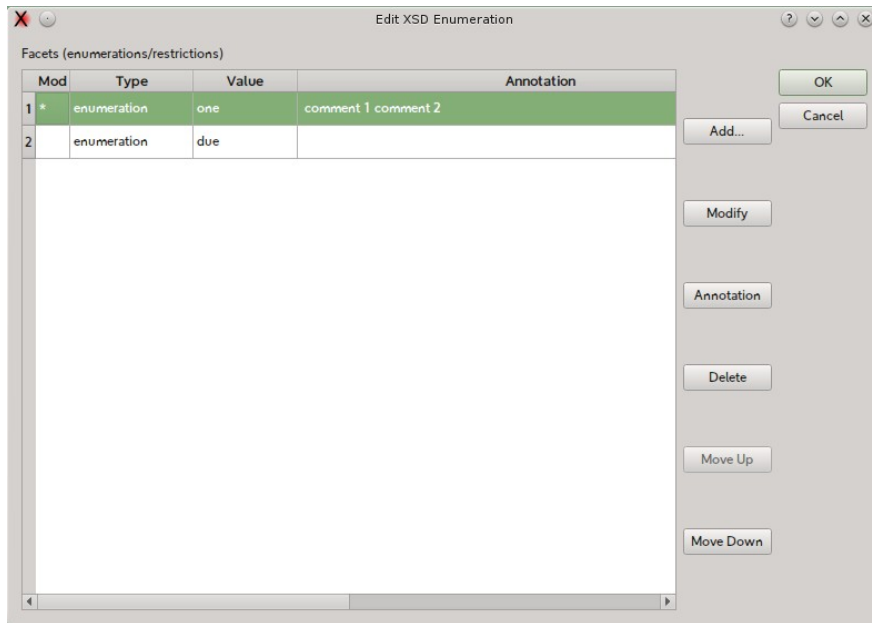 Edit XSD Enumeration
Facets (enumerations/restrictions)
Mod Type Value Annotation
1 * enumeration one comment 1 comment 2
2 enumeration due
OK
Cancel
Add...
Modify
Annotation
Delete
Move Up
Move Down